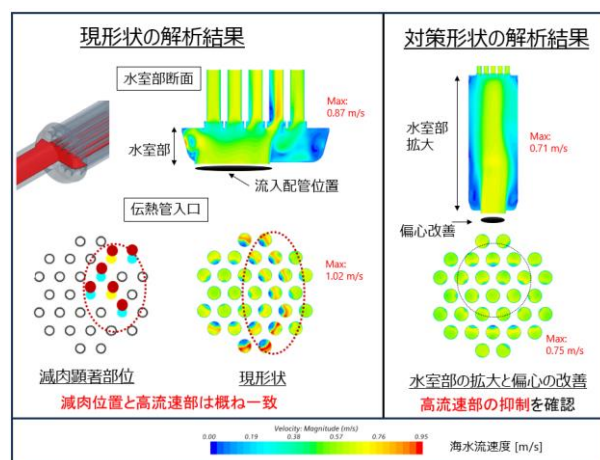 現形状の解析結果
水室部断面
Max:
0.87 m/s
水室部
流入配管位置
伝熱管入口
Max:
1.02 m/s
減肉顕著部位
現形状
減肉位置と高流速部は概ね一致
対策形状の解析結果
水室部
拡大
Max:
0.71 m/s
偏心改善
Max:
0.75 m/s
水室部の拡大と偏心の改善
高流速部の抑制を確認
Velocity: Magnitude (m/s)
0.00 0.19 0.38 0.57 0.76 0.95
海水流速度 [m/s]